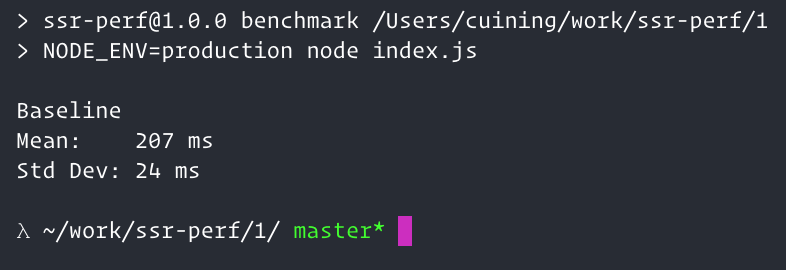 > ssr-perf@1.0.0 benchmark /Users/cuining/work/ssr-perf/1
> NODE_ENV=production node index.js
Baseline
Mean:    207 ms
Std Dev: 24 ms
λ ~/work/ssr-perf/1/ master*